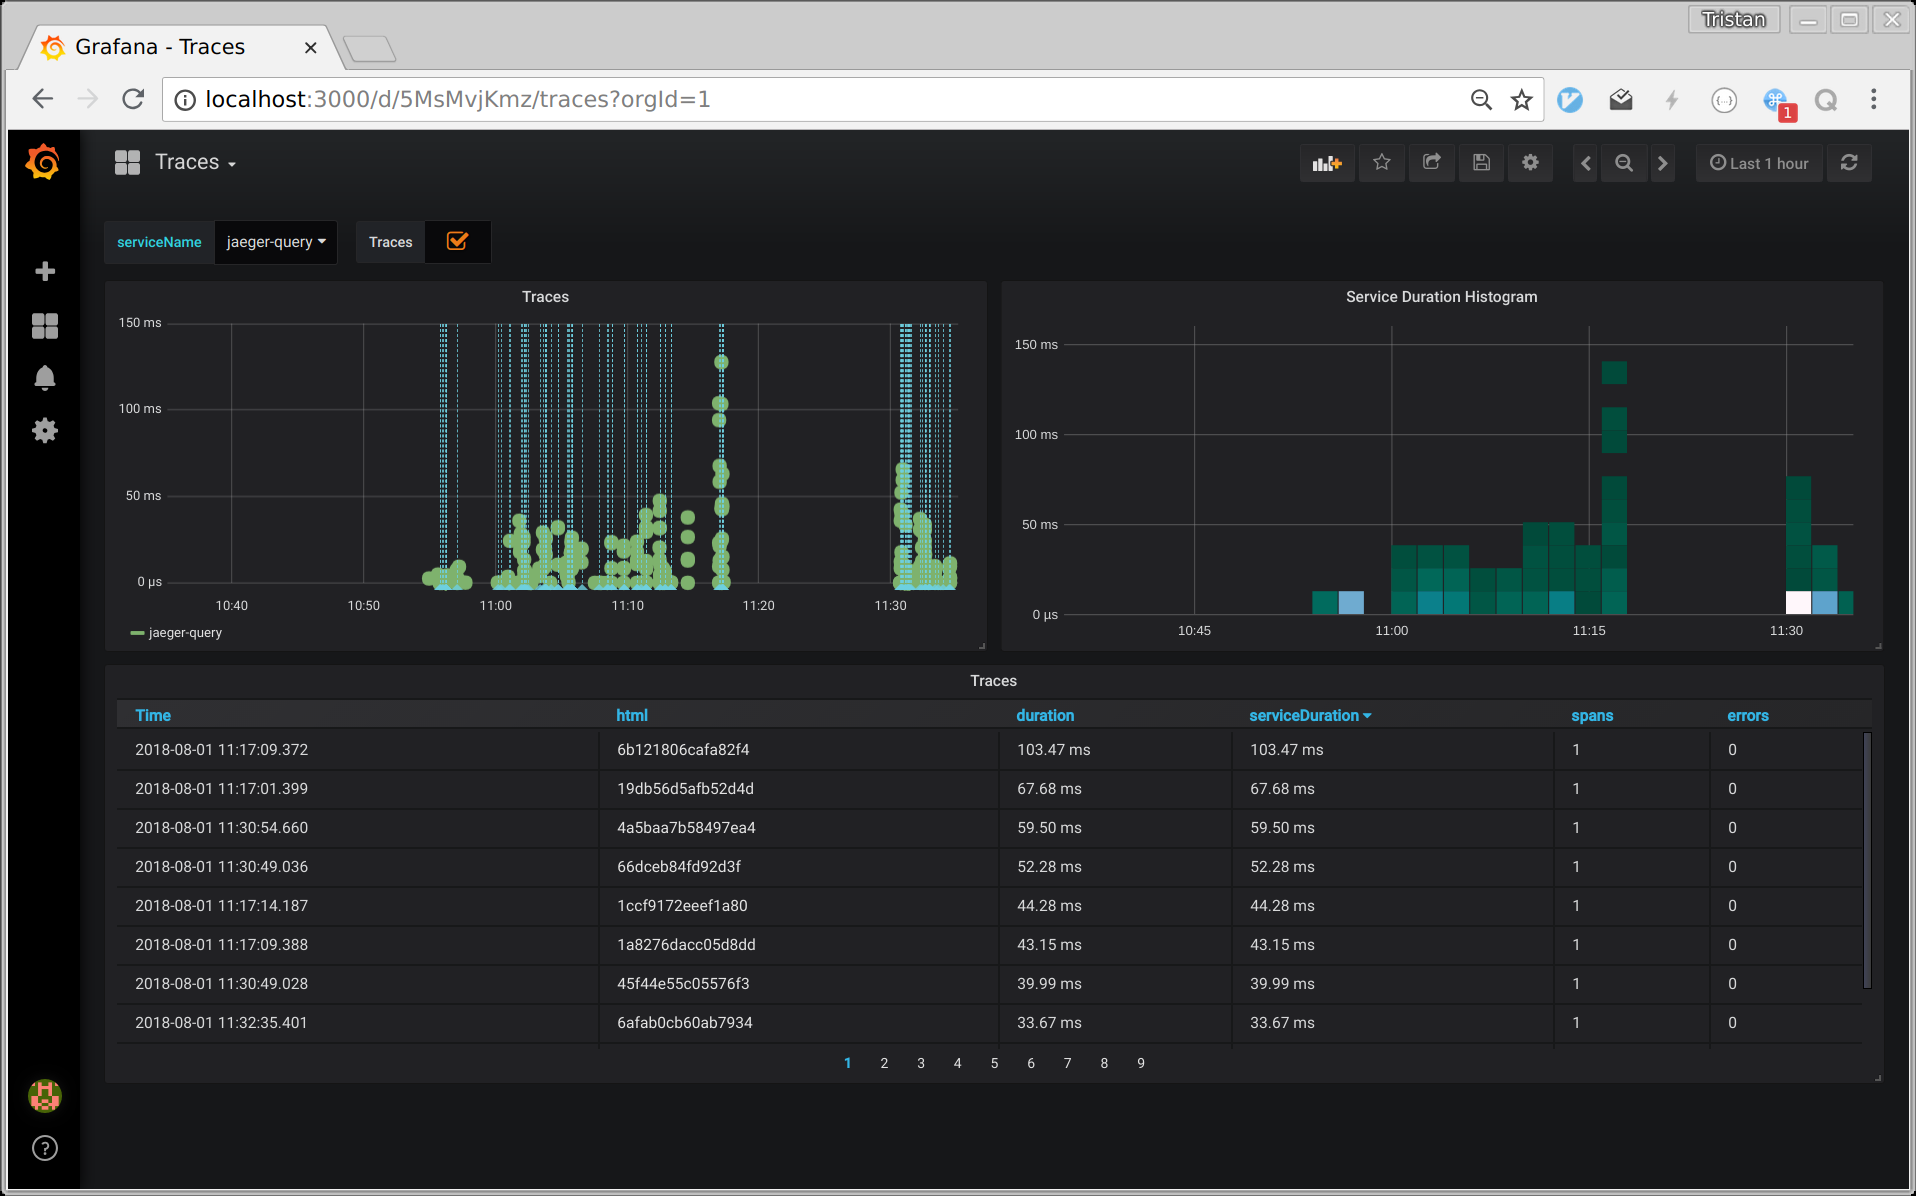 Tristan
Grafana - Traces
localhost:3000/d/5MsMvjKmz/traces?orgId=1
1
Traces
Last 1 hour
serviceName jaeger-query Traces
Traces
150 ms
100 ms
50 ms
0 µs
10:40 10:50 11:00 11:10 11:20 11:30
jaeger-query
Service Duration Histogram
150 ms
100 ms
50 ms
0 µs
10:45 11:00 11:15 11:30
Traces
Time html duration serviceDuration spans errors
2018-08-01 11:17:09.372 6b121806cafa82f4 103.47 ms 103.47 ms 1 0
2018-08-01 11:17:01.399 19db56d5afb52d4d 67.68 ms 67.68 ms 1 0
2018-08-01 11:30:54.660 4a5baa7b58497ea4 59.50 ms 59.50 ms 1 0
2018-08-01 11:30:49.036 66dceb84fd92d3f 52.28 ms 52.28 ms 1 0
2018-08-01 11:17:14.187 1ccf9172eeef1a80 44.28 ms 44.28 ms 1 0
2018-08-01 11:17:09.388 1a8276dacc05d8dd 43.15 ms 43.15 ms 1 0
2018-08-01 11:30:49.028 45f44e55c05576f3 39.99 ms 39.99 ms 1 0
2018-08-01 11:32:35.401 6afab0cb60ab7934 33.67 ms 33.67 ms 1 0
1 2 3 4 5 6 7 8 9